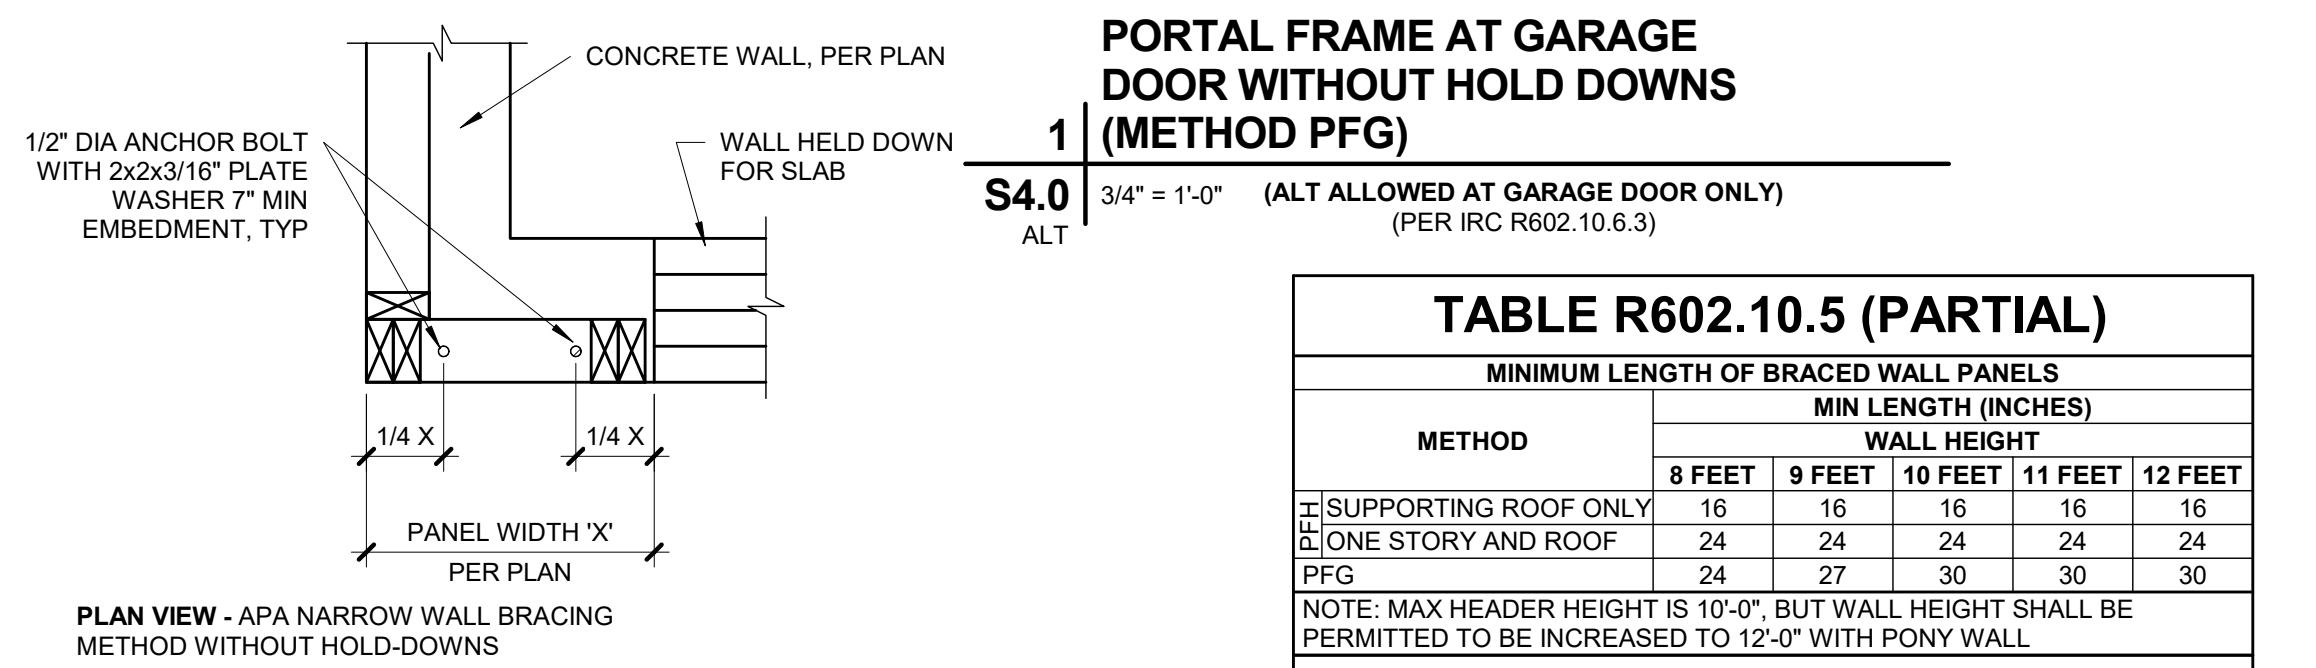 CONCRETE WALL, PER PLAN
1/2" DIA ANCHOR BOLT
WITH 2x2x3/16" PLATE
WASHER 7" MIN
EMBEDMENT, TYP
WALL HELD DOWN
FOR SLAB
1/4 X
1/4 X
PANEL WIDTH 'X'
PER PLAN
PLAN VIEW - APA NARROW WALL BRACING
METHOD WITHOUT HOLD-DOWNS
PORTAL FRAME AT GARAGE
DOOR WITHOUT HOLD DOWNS
1 (METHOD PFG)
S4.0 3/4" = 1'-0" (ALT ALLOWED AT GARAGE DOOR ONLY)
ALT (PER IRC R602.10.6.3)
TABLE R602.10.5 (PARTIAL)
MINIMUM LENGTH OF BRACED WALL PANELS
METHOD
MIN LENGTH (INCHES)
WALL HEIGHT
8 FEET 9 FEET 10 FEET 11 FEET 12 FEET
PFH
SUPPORTING ROOF ONLY 16 16 16 16 16
ONE STORY AND ROOF 24 24 24 24 24
PFG 24 27 30 30 30
NOTE: MAX HEADER HEIGHT IS 10'-0", BUT WALL HEIGHT SHALL BE
PERMITTED TO BE INCREASED TO 12'-0" WITH PONY WALL